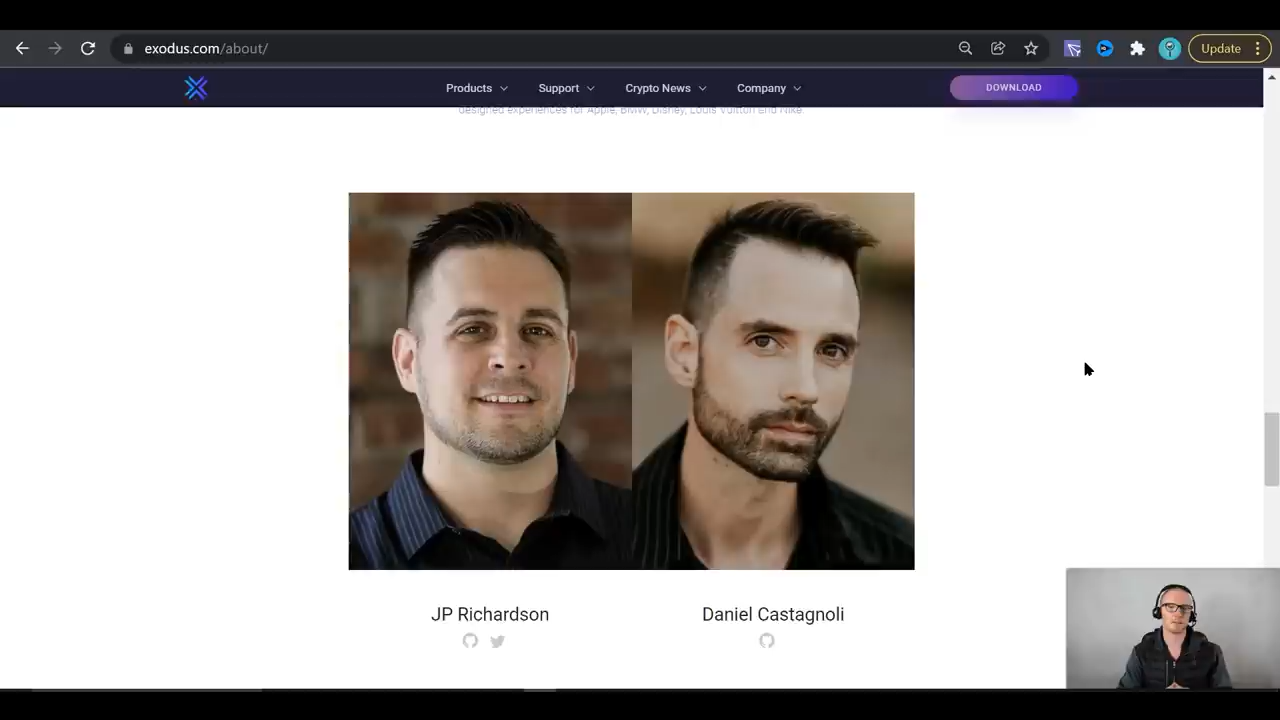 exodus.com/about/
Update
Products
Support
Crypto News
Company
DOWNLOAD
designed experiences for Apple, BMW, Disney, Louis Vuitton and Nike.
JP Richardson
Daniel Castagnoli